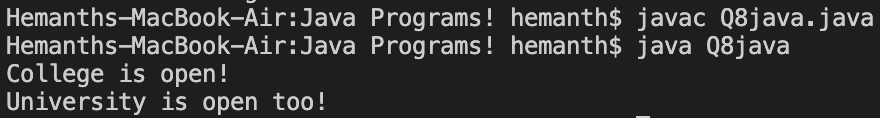 Hemanths-MacBook-Air:Java Programs! hemanth$ javac Q8java.java
Hemanths-MacBook-Air:Java Programs! hemanth$ java Q8java
College is open!
University is open too!